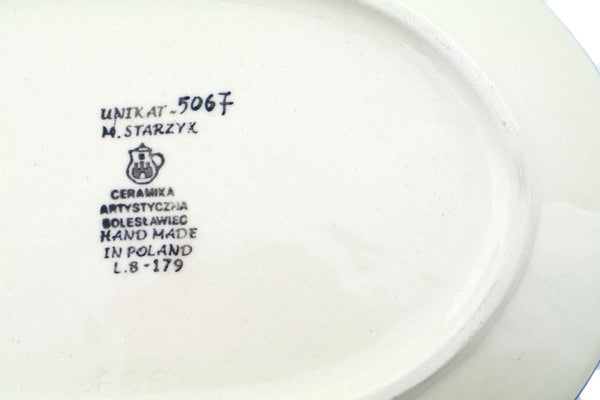 UNIKAT-5067
M. STARZYK
CERAMIKA
ARTYSTYCZNA
BOLESŁAWIEC
HAND MADE
IN POLAND
L.B-179